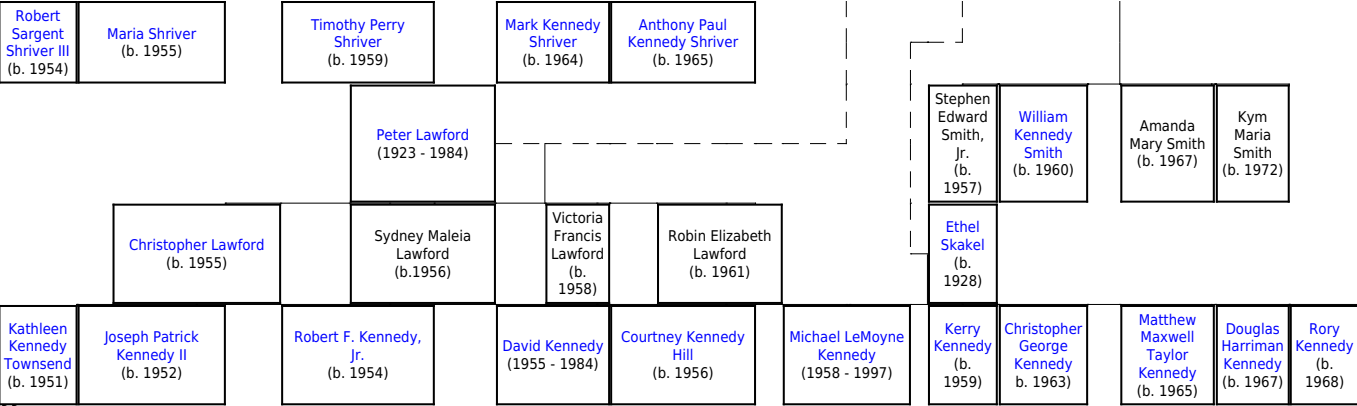 Robert
Sargent
Shriver III
(b. 1954)
Maria Shriver
(b. 1955)
Timothy Perry
Shriver
(b. 1959)
Mark Kennedy
Shriver
(b. 1964)
Anthony Paul
Kennedy Shriver
(b. 1965)
Peter Lawford
(1923 - 1984)
Stephen
Edward
Smith,
Jr.
(b.
1957)
William
Kennedy
Smith
(b. 1960)
Amanda
Mary Smith
(b. 1967)
Kym
Maria
Smith
(b. 1972)
Christopher Lawford
(b. 1955)
Sydney Maleia
Lawford
(b.1956)
Victoria
Francis
Lawford
(b.
1958)
Robin Elizabeth
Lawford
(b. 1961)
Ethel
Skakel
(b.
1928)
Kathleen
Kennedy
Townsend
(b. 1951)
Joseph Patrick
Kennedy II
(b. 1952)
Robert F. Kennedy,
Jr.
(b. 1954)
David Kennedy
(1955 - 1984)
Courtney Kennedy
Hill
(b. 1956)
Michael LeMoyne
Kennedy
(1958 - 1997)
Kerry
Kennedy
(b.
1959)
Christopher
George
Kennedy
b. 1963)
Matthew
Maxwell
Taylor
Kennedy
(b. 1965)
Douglas
Harriman
Kennedy
(b. 1967)
Rory
Kennedy
(b.
1968)